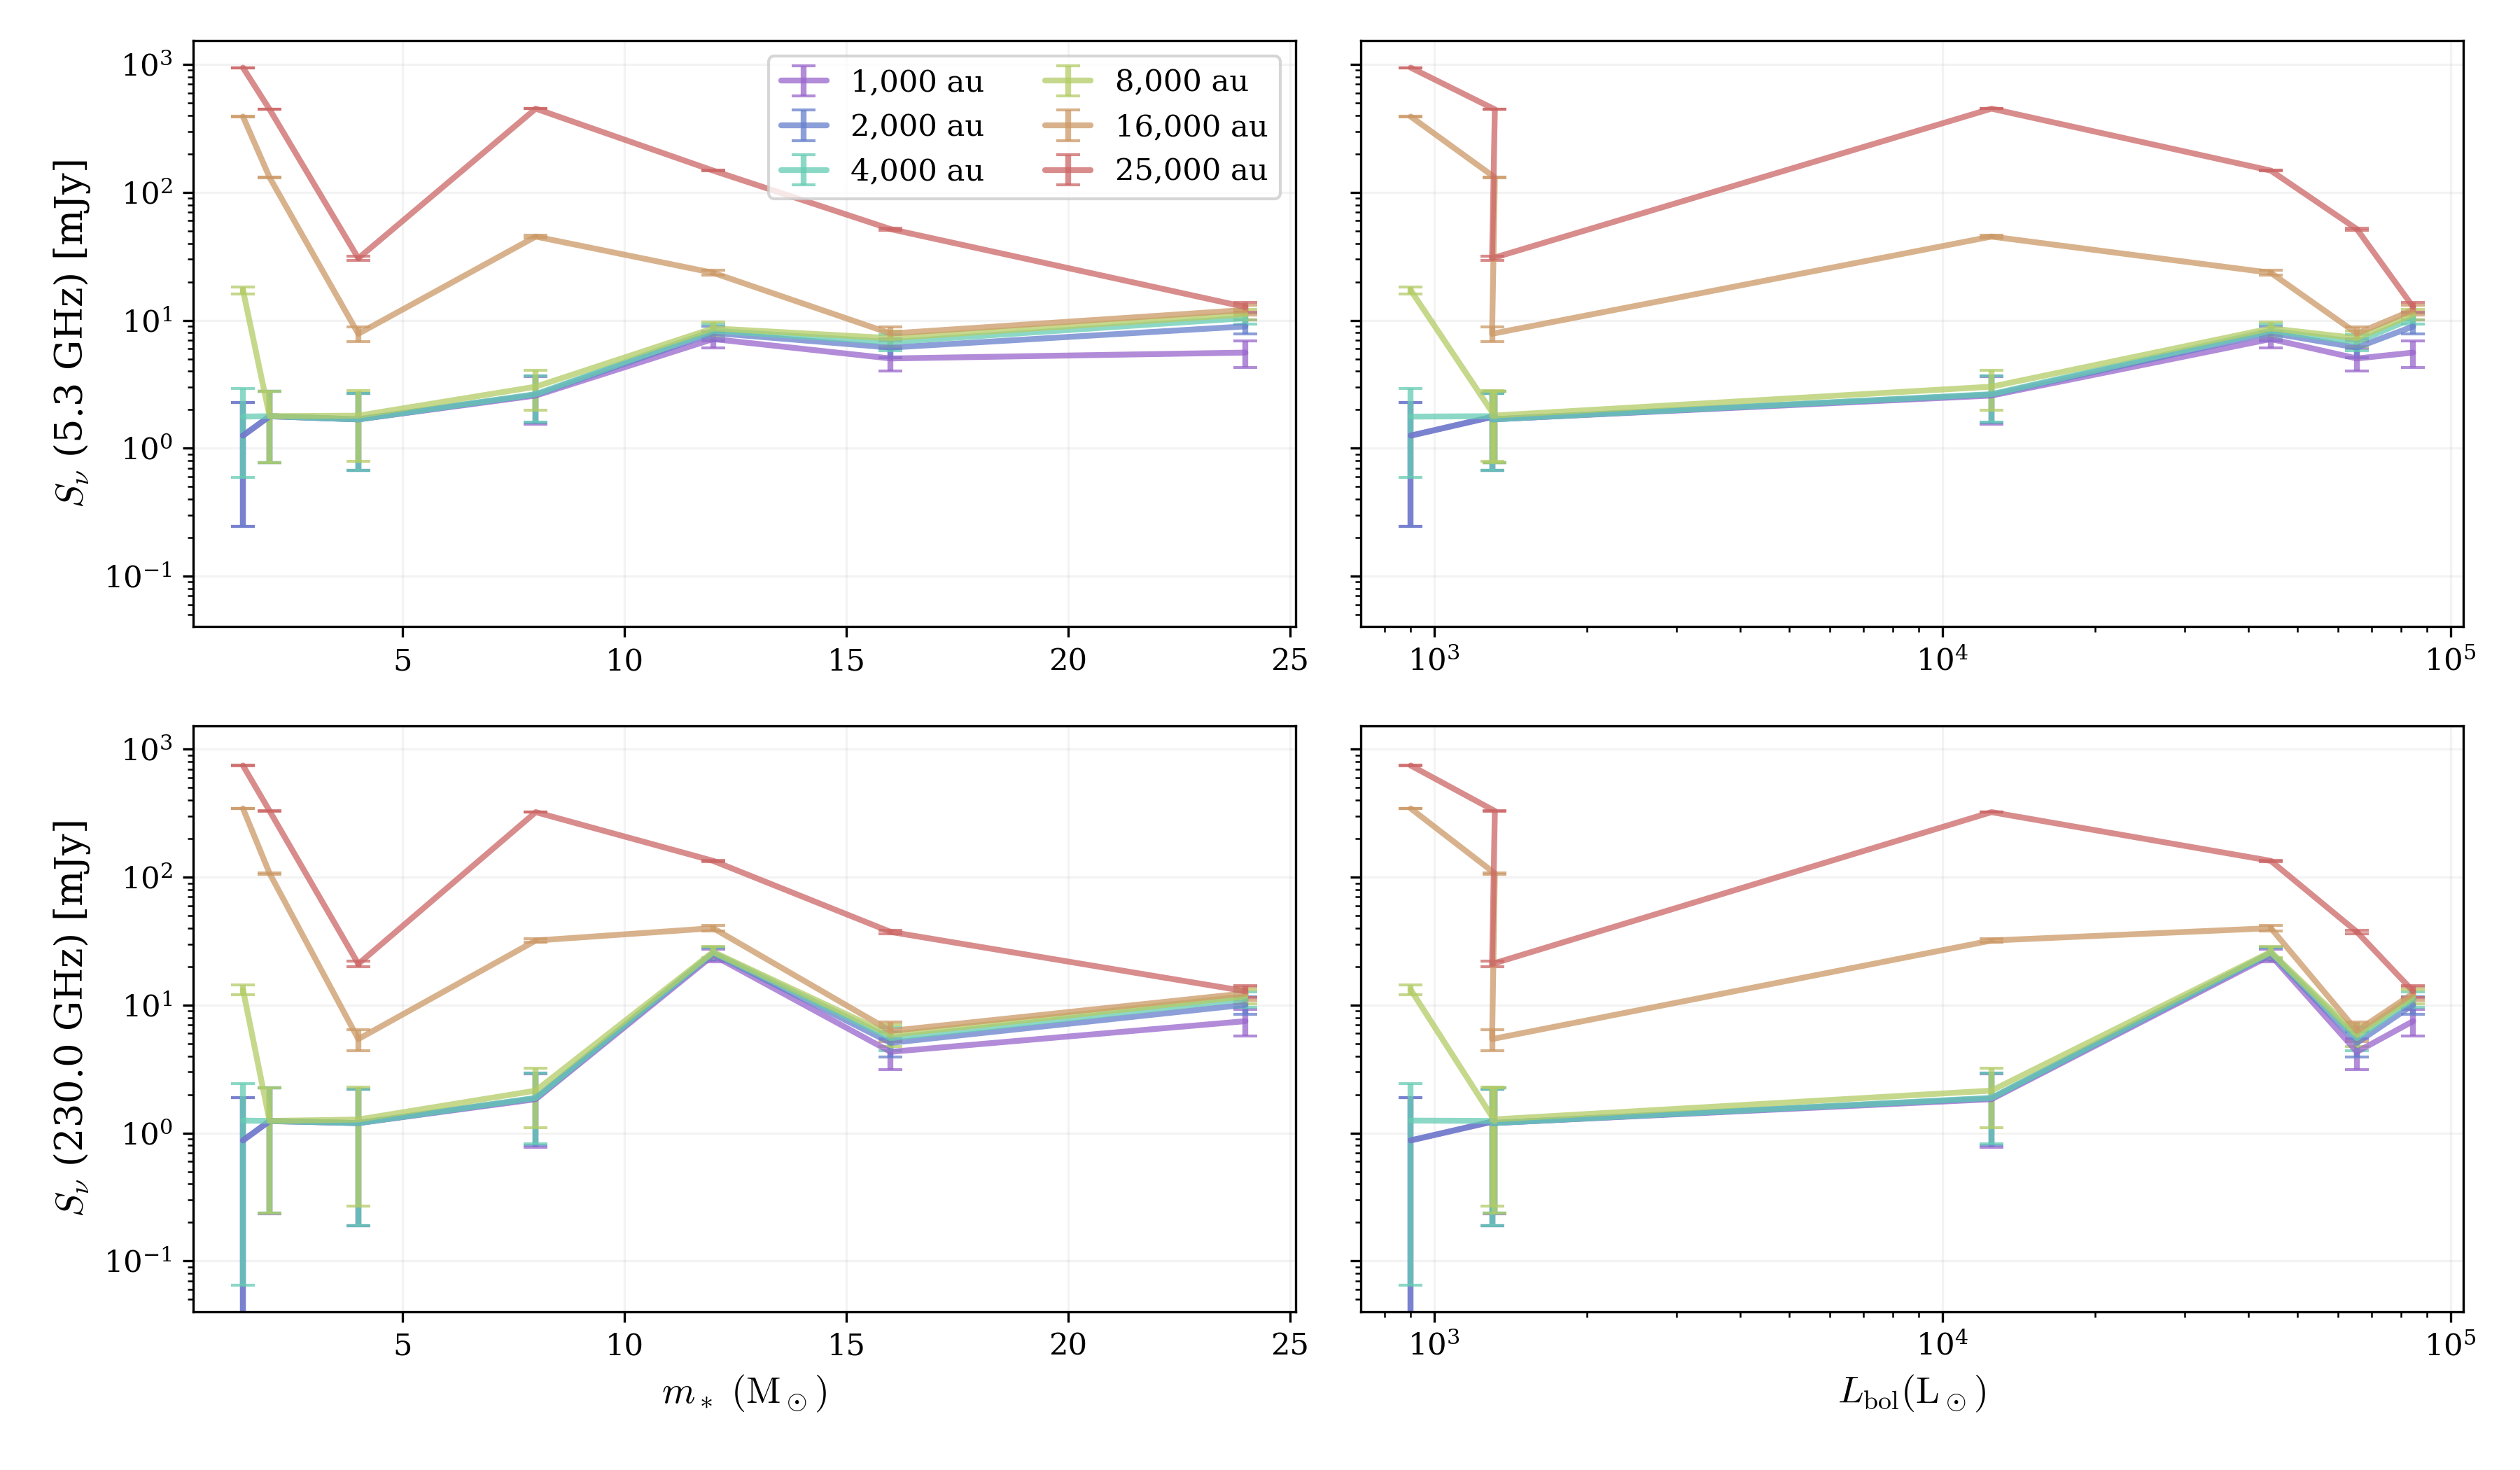 10³
10²
10¹
10⁰
10⁻¹
S_ν (5.3 GHz) [mJy]
1,000 au
2,000 au
4,000 au
8,000 au
16,000 au
25,000 au
5 10 15 20 25
10³ 10⁴ 10⁵
10³
10²
10¹
10⁰
10⁻¹
S_ν (230.0 GHz) [mJy]
5 10 15 20 25
10³ 10⁴ 10⁵
m_* (M_⊙)
L_bol(L_⊙)